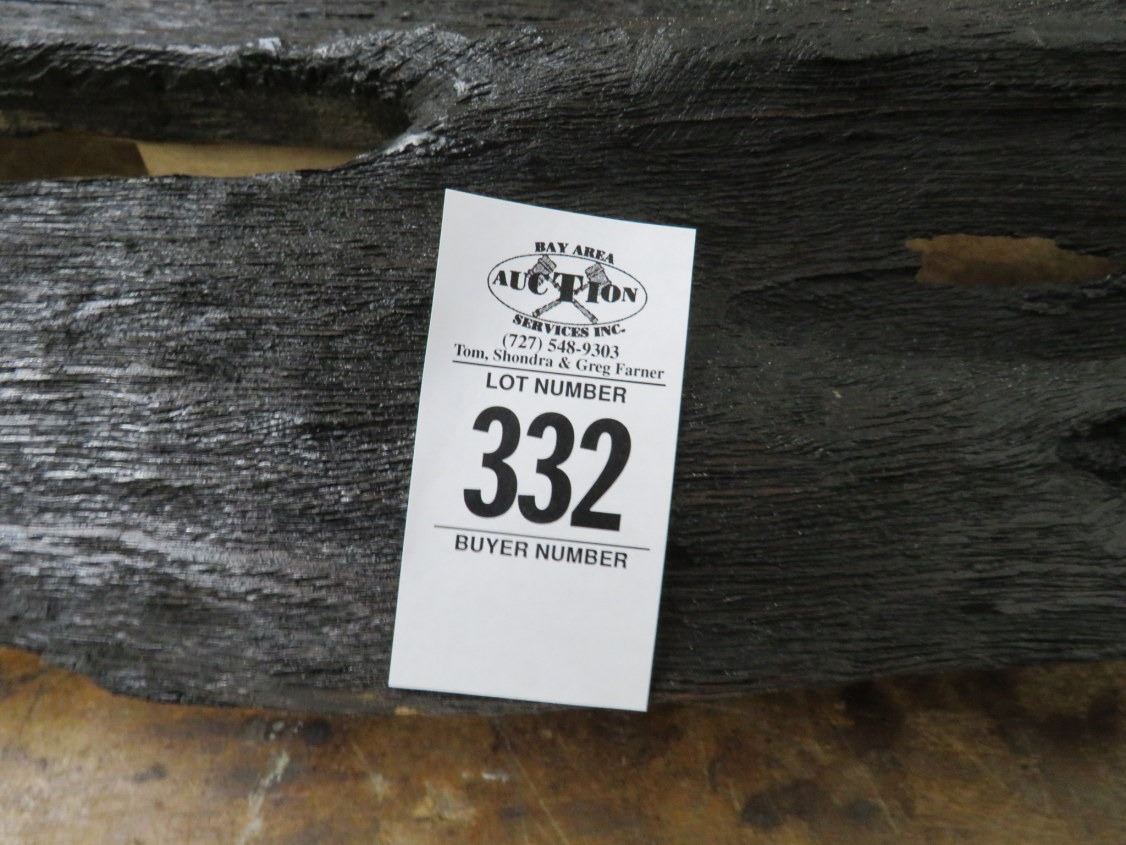 BAY AREA
AUCTION
SERVICES INC.
(727) 548-9303
Tom, Shondra & Greg Farner
LOT NUMBER
332
BUYER NUMBER